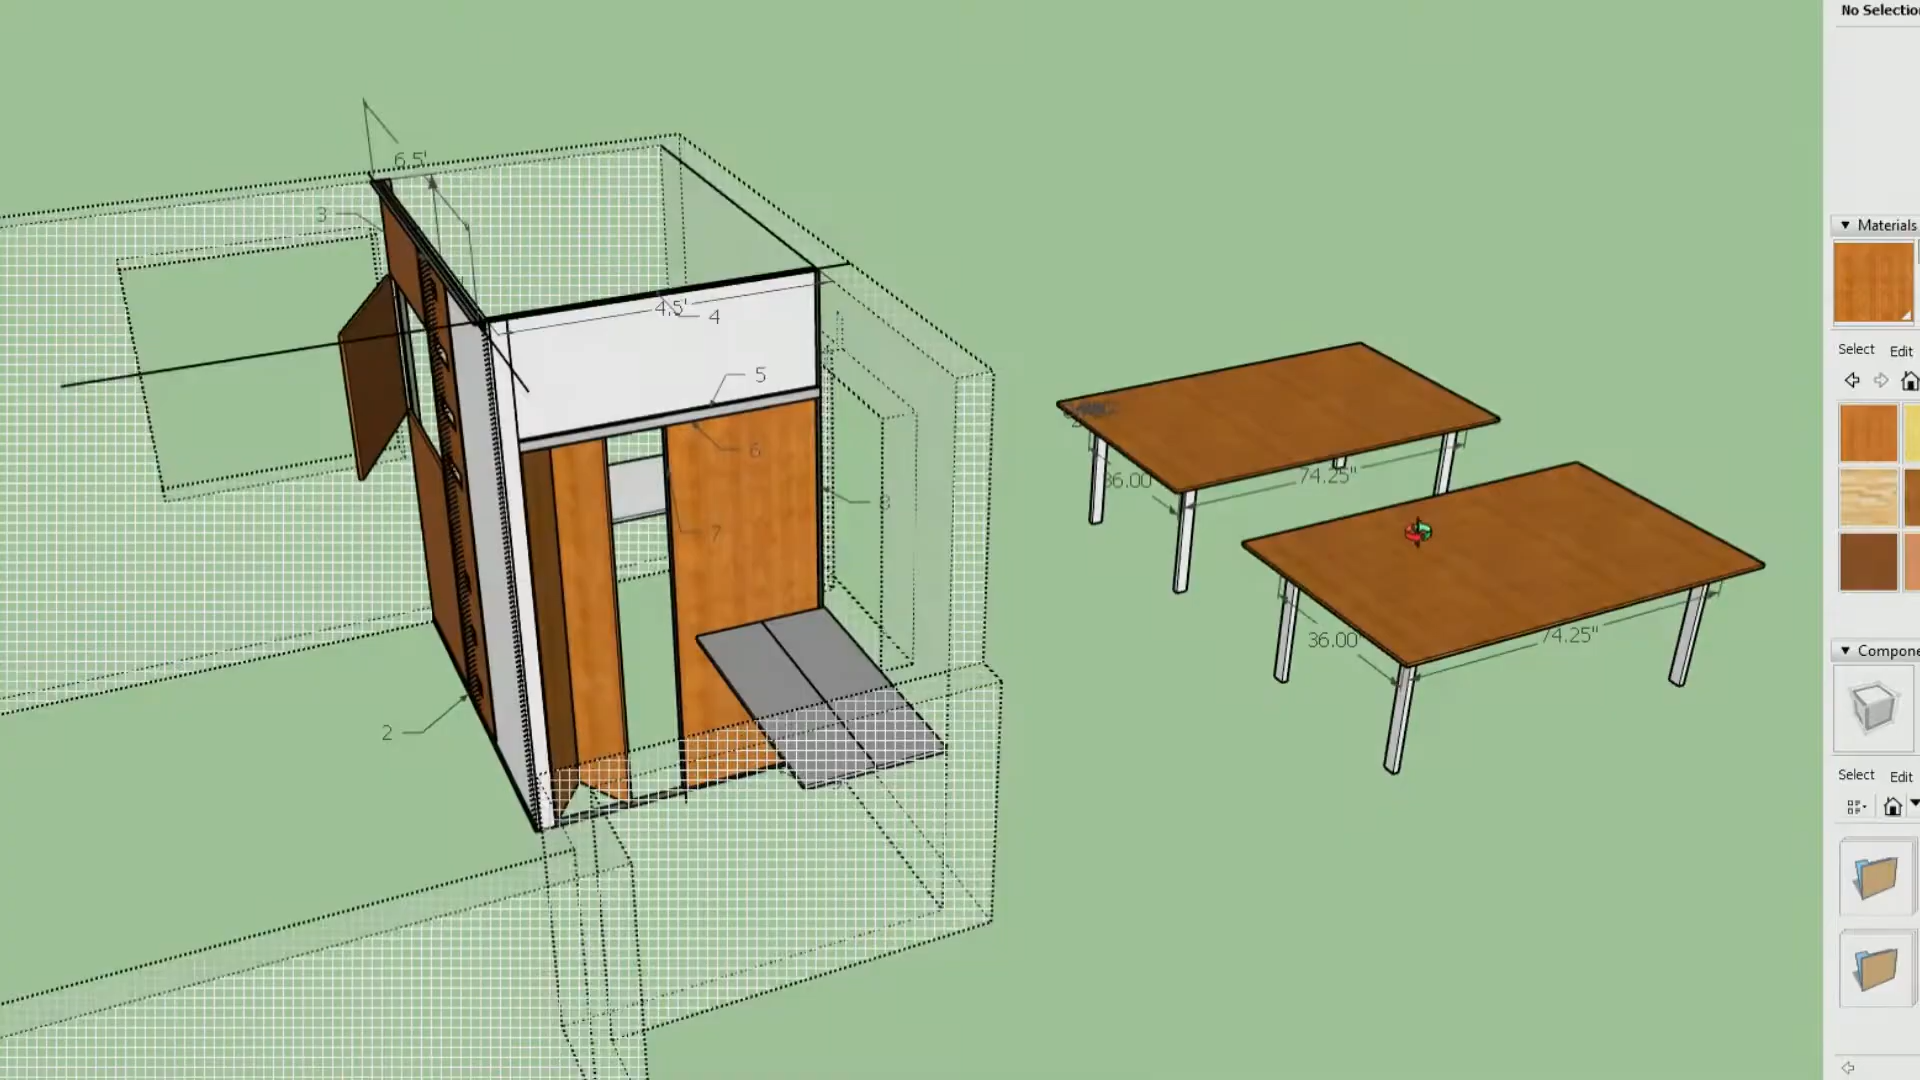 No Selection
6.5'
3
4.5'
4
5
6
8
7
2
36.00
74.25"
36.00
74.25"
Materials
Select
Edit
Compone
Select
Edit